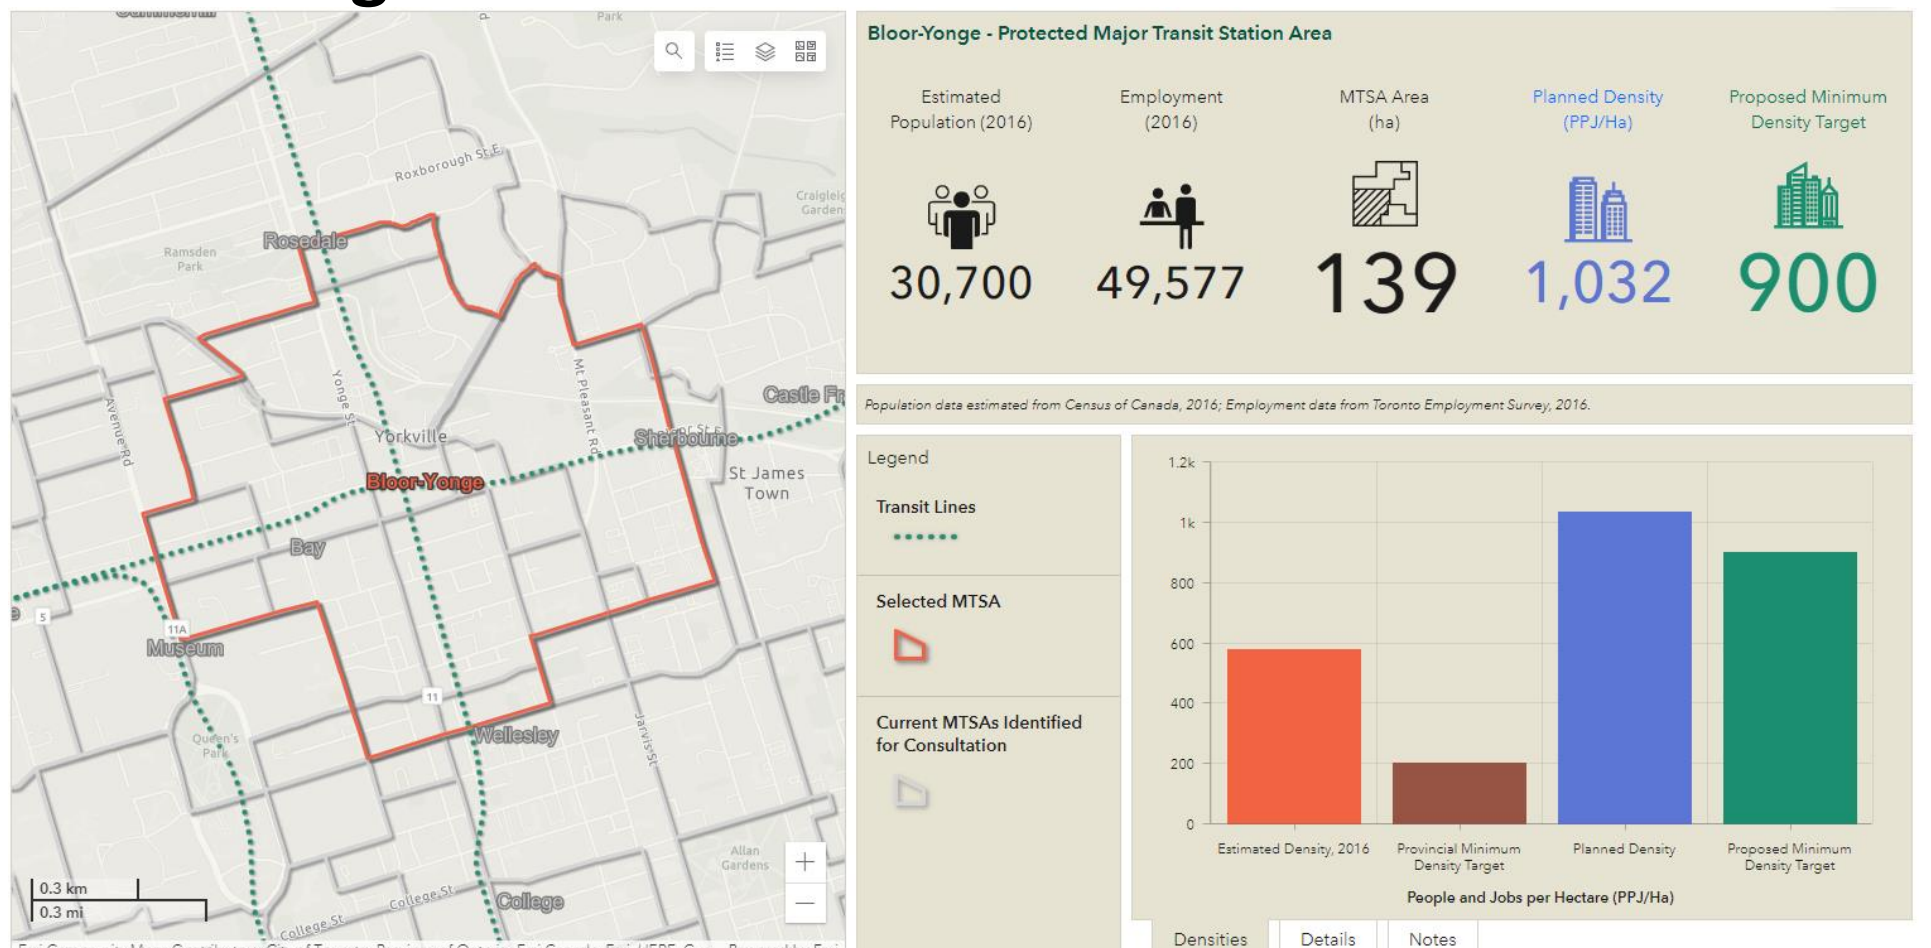 Park
Roxborough St E
Craigleig
Garden
Rosedale
Ramsden
Park
Avenue Rd
Yonge St
Mt Pleasant Rd
Castle Fr
Yorkville
Sherbourne
Bloor-Yonge
St James
Town
Bay
5
11A
Museum
11
Wellesley
Queen's
Park
Jarvis St
Allan
Gardens
0.3 km
0.3 mi
College St
College St
College
Bloor-Yonge - Protected Major Transit Station Area
Estimated
Population (2016)
30,700
Employment
(2016)
49,577
MTSA Area
(ha)
139
Planned Density
(PPJ/Ha)
1,032
Proposed Minimum
Density Target
900
Population data estimated from Census of Canada, 2016; Employment data from Toronto Employment Survey, 2016.
Legend
Transit Lines
Selected MTSA
Current MTSAs Identified
for Consultation
1.2k
1k
800
600
400
200
0
Estimated Density, 2016
Provincial Minimum
Density Target
Planned Density
Proposed Minimum
Density Target
People and Jobs per Hectare (PPJ/Ha)
Densities
Details
Notes